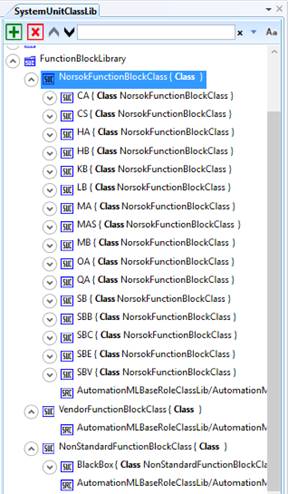 SystemUnitClassLib
x
Aa
FunctionBlockLibrary
SUC NorsokFunctionBlockClass { Class }
SUC CA { Class NorsokFunctionBlockClass }
SUC CS { Class NorsokFunctionBlockClass }
SUC HA { Class NorsokFunctionBlockClass }
SUC HB { Class NorsokFunctionBlockClass }
SUC KB { Class NorsokFunctionBlockClass }
SUC LB { Class NorsokFunctionBlockClass }
SUC MA { Class NorsokFunctionBlockClass }
SUC MAS { Class NorsokFunctionBlockClass }
SUC MB { Class NorsokFunctionBlockClass }
SUC OA { Class NorsokFunctionBlockClass }
SUC QA { Class NorsokFunctionBlockClass }
SUC SB { Class NorsokFunctionBlockClass }
SUC SBB { Class NorsokFunctionBlockClass }
SUC SBC { Class NorsokFunctionBlockClass }
SUC SBE { Class NorsokFunctionBlockClass }
SUC SBV { Class NorsokFunctionBlockClass }
SRC AutomationMLBaseRoleClassLib/AutomationM
SUC VendorFunctionBlockClass { Class }
SRC AutomationMLBaseRoleClassLib/AutomationM
SUC NonStandardFunctionBlockClass { Class }
SUC BlackBox { Class NonStandardFunctionBlockClass
SRC AutomationMLBaseRoleClassLib/AutomationM